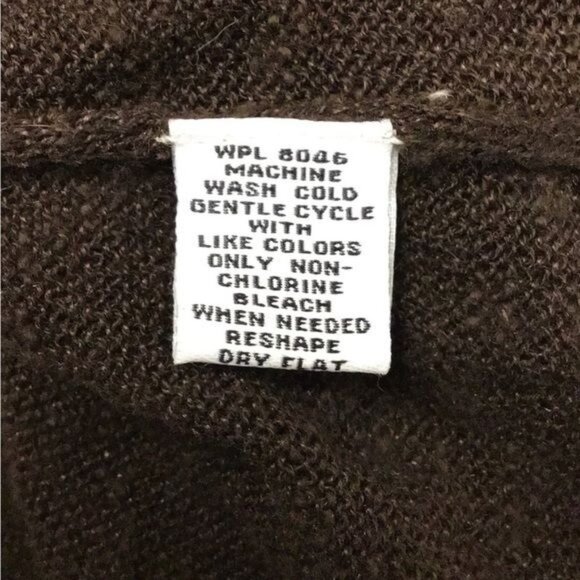 WPL 8046
MACHINE
WASH COLD
GENTLE CYCLE
WITH
LIKE COLORS
ONLY NON-
CHLORINE
BLEACH
WHEN NEEDED
RESHAPE
DRY FLAT